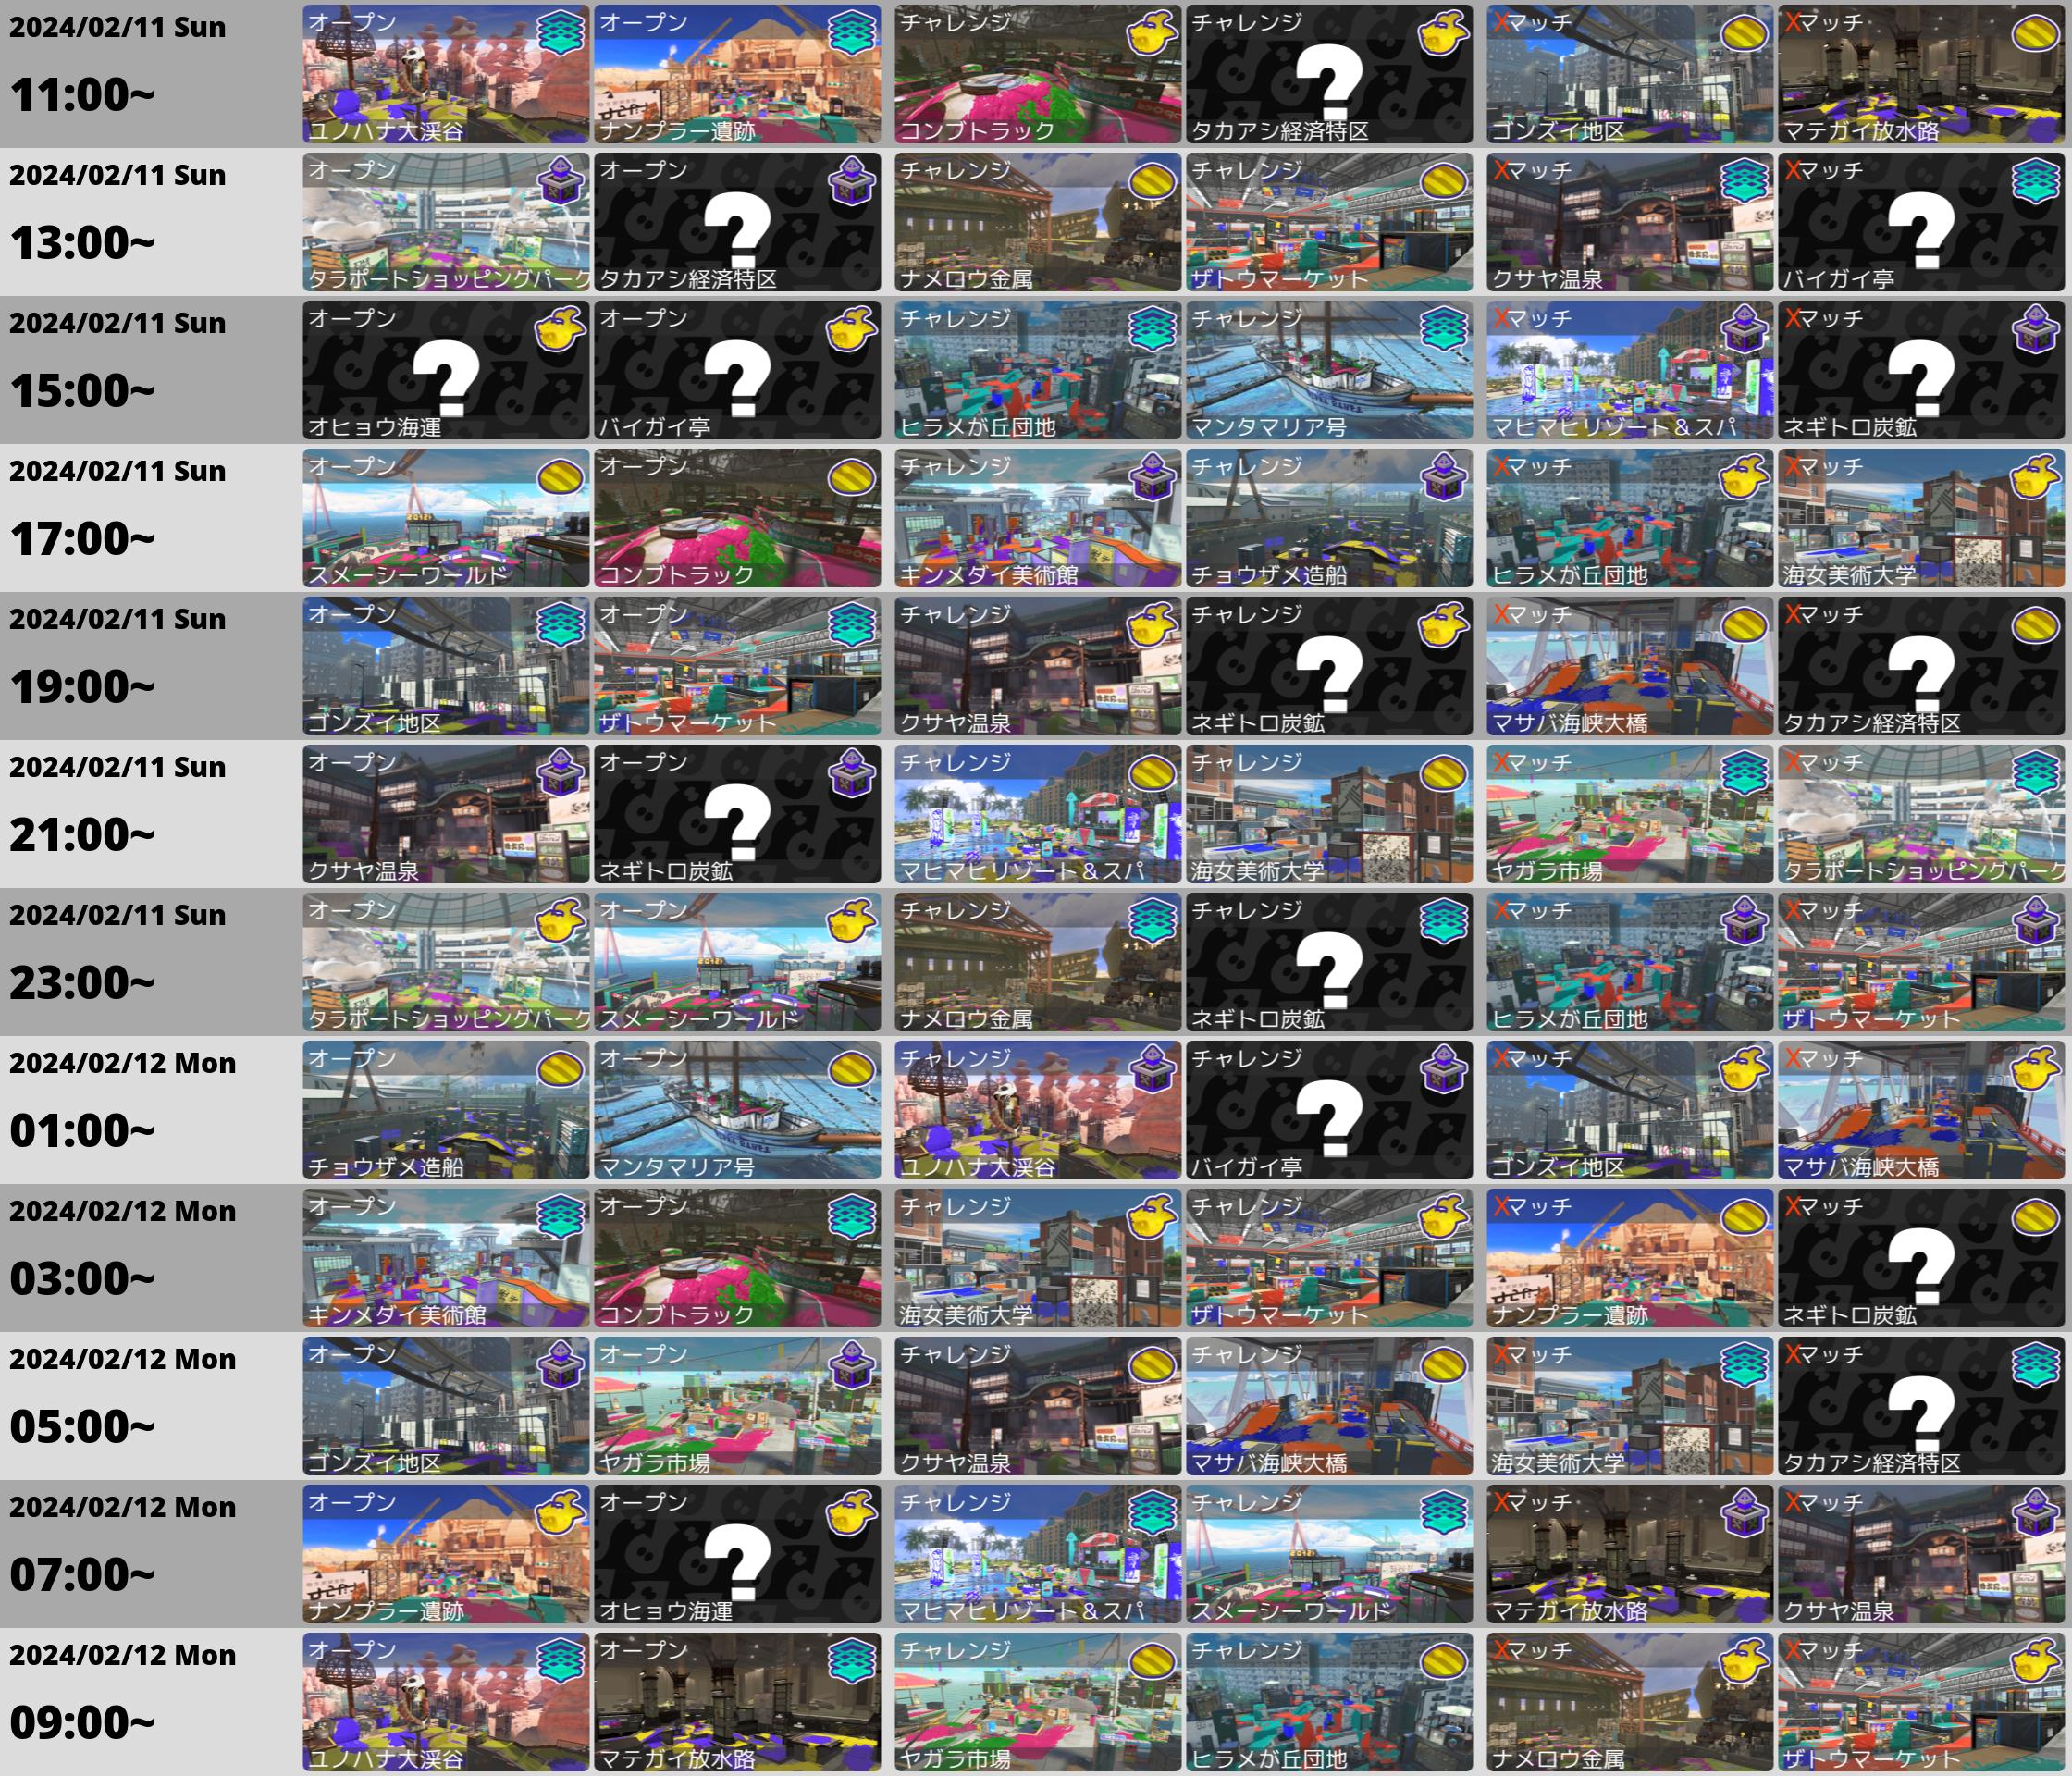 2024/02/11 Sun
11:00~
オープン
ユノハナ大渓谷
オープン
ナンプラー遺跡
チャレンジ
コンブトラック
チャレンジ
タカアシ経済特区
Xマッチ
ゴンズイ地区
Xマッチ
マテガイ放水路
2024/02/11 Sun
13:00~
オープン
タラポートショッピングパーク
オープン
タカアシ経済特区
チャレンジ
ナメロウ金属
チャレンジ
ザトウマーケット
Xマッチ
クサヤ温泉
Xマッチ
バイガイ亭
2024/02/11 Sun
15:00~
オープン
オヒョウ海運
オープン
バイガイ亭
チャレンジ
ヒラメが丘団地
チャレンジ
マンタマリア号
Xマッチ
マヒマヒリゾート&スパ
Xマッチ
ネギトロ炭鉱
2024/02/11 Sun
17:00~
オープン
スメーシーワールド
オープン
コンブトラック
チャレンジ
キンメダイ美術館
チャレンジ
チョウザメ造船
Xマッチ
ヒラメが丘団地
Xマッチ
海女美術大学
2024/02/11 Sun
19:00~
オープン
ゴンズイ地区
オープン
ザトウマーケット
チャレンジ
クサヤ温泉
チャレンジ
ネギトロ炭鉱
Xマッチ
マサバ海峡大橋
Xマッチ
タカアシ経済特区
2024/02/11 Sun
21:00~
オープン
クサヤ温泉
オープン
ネギトロ炭鉱
チャレンジ
マヒマヒリゾート&スパ
チャレンジ
海女美術大学
Xマッチ
ヤガラ市場
Xマッチ
タラポートショッピングパーク
2024/02/11 Sun
23:00~
オープン
タラポートショッピングパーク
オープン
スメーシーワールド
チャレンジ
ナメロウ金属
チャレンジ
ネギトロ炭鉱
Xマッチ
ヒラメが丘団地
Xマッチ
ザトウマーケット
2024/02/12 Mon
01:00~
オープン
チョウザメ造船
オープン
マンタマリア号
チャレンジ
ユノハナ大渓谷
チャレンジ
バイガイ亭
Xマッチ
ゴンズイ地区
Xマッチ
マサバ海峡大橋
2024/02/12 Mon
03:00~
オープン
キンメダイ美術館
オープン
コンブトラック
チャレンジ
海女美術大学
チャレンジ
ザトウマーケット
Xマッチ
ナンプラー遺跡
Xマッチ
ネギトロ炭鉱
2024/02/12 Mon
05:00~
オープン
ゴンズイ地区
オープン
ヤガラ市場
チャレンジ
クサヤ温泉
チャレンジ
マサバ海峡大橋
Xマッチ
海女美術大学
Xマッチ
タカアシ経済特区
2024/02/12 Mon
07:00~
オープン
ナンプラー遺跡
オープン
オヒョウ海運
チャレンジ
マヒマヒリゾート&スパ
チャレンジ
スメーシーワールド
Xマッチ
マテガイ放水路
Xマッチ
クサヤ温泉
2024/02/12 Mon
09:00~
オープン
ユノハナ大渓谷
オープン
マテガイ放水路
チャレンジ
ヤガラ市場
チャレンジ
ヒラメが丘団地
Xマッチ
ナメロウ金属
Xマッチ
ザトウマーケット